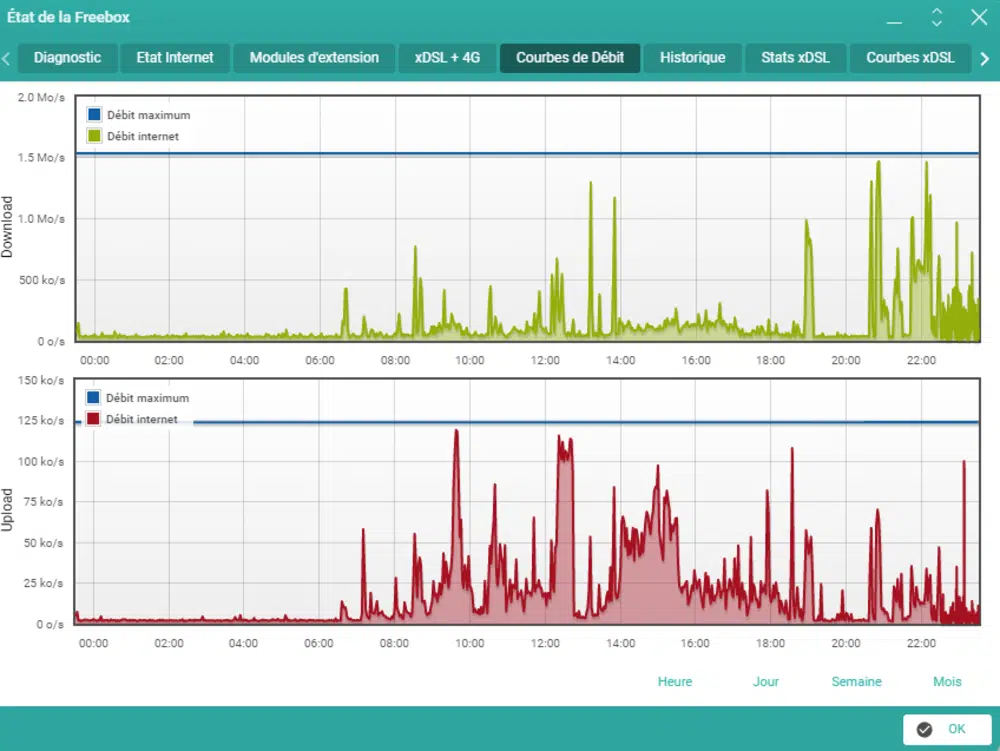 État de la Freebox
Diagnostic Etat Internet Modules d'extension xDSL + 4G Courbes de Débit Historique Stats xDSL Courbes xDSL
Download
2.0 Mo/s
1.5 Mo/s
1.0 Mo/s
500 ko/s
0 o/s
Débit maximum
Débit internet
00:00 02:00 04:00 06:00 08:00 10:00 12:00 14:00 16:00 18:00 20:00 22:00
Upload
150 ko/s
125 ko/s
100 ko/s
75 ko/s
50 ko/s
25 ko/s
0 o/s
Débit maximum
Débit internet
00:00 02:00 04:00 06:00 08:00 10:00 12:00 14:00 16:00 18:00 20:00 22:00
Heure Jour Semaine Mois
OK